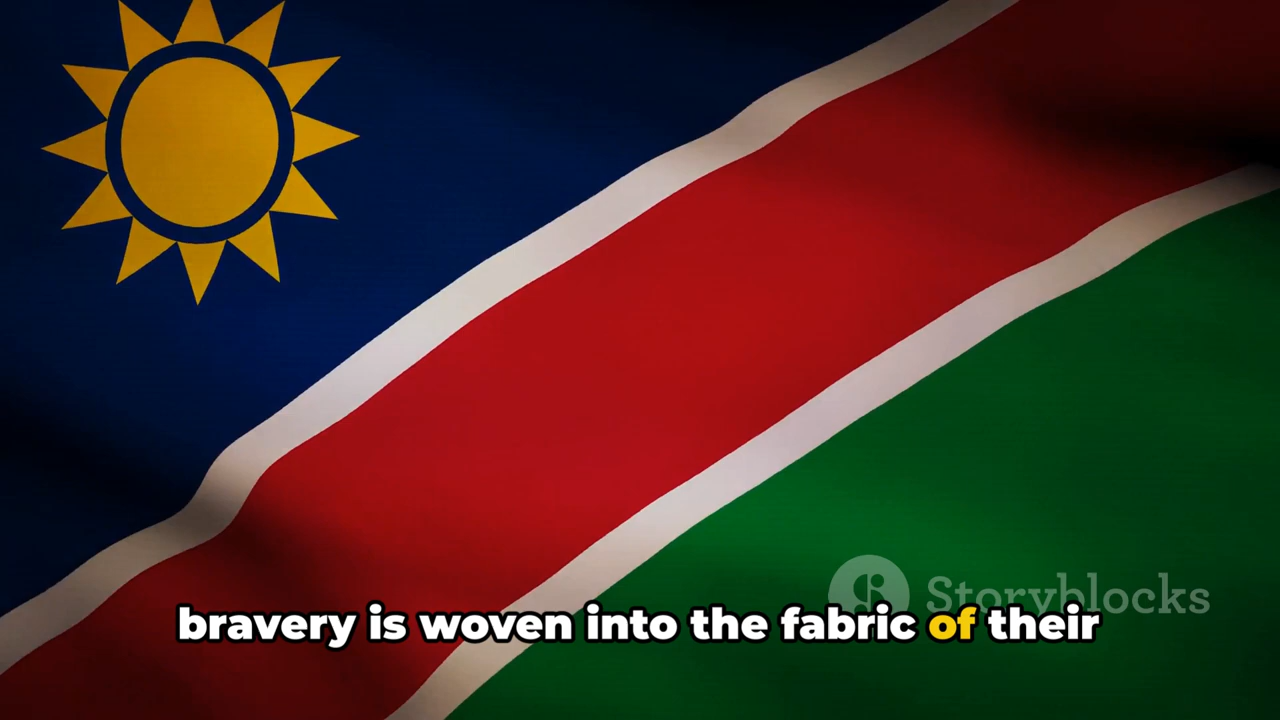 Storyblocks
bravery is woven into the fabric of their